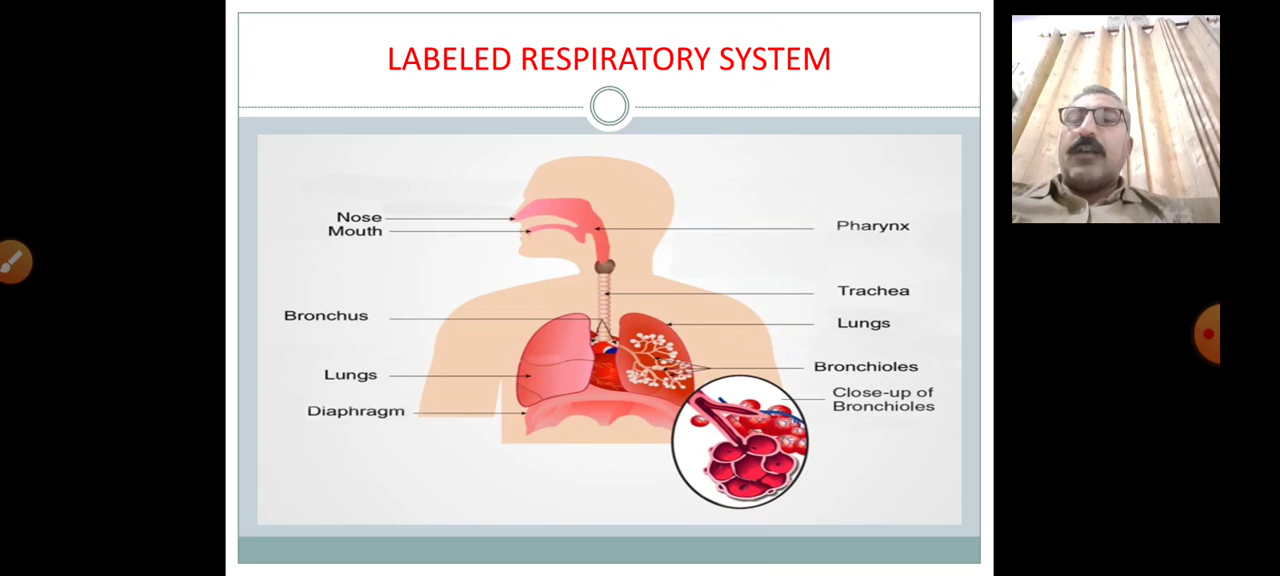 LABELED RESPIRATORY SYSTEM
Nose
Mouth
Pharynx
Trachea
Bronchus
Lungs
Bronchioles
Lungs
Close-up of
Bronchioles
Diaphragm